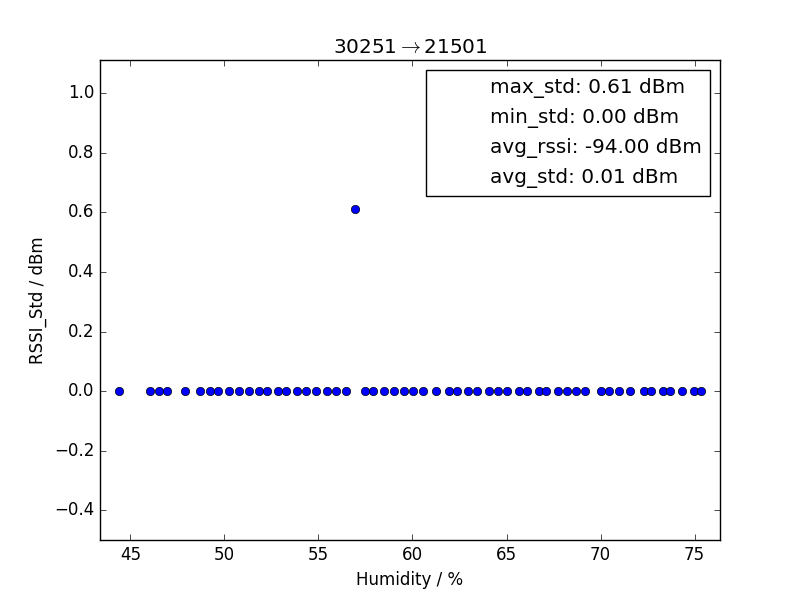 30251→21501
max_std: 0.61 dBm
min_std: 0.00 dBm
avg_rssi: -94.00 dBm
avg_std: 0.01 dBm
RSSI_Std / dBm
1.0
0.8
0.6
0.4
0.2
0.0
−0.2
−0.4
45 50 55 60 65 70 75
Humidity / %